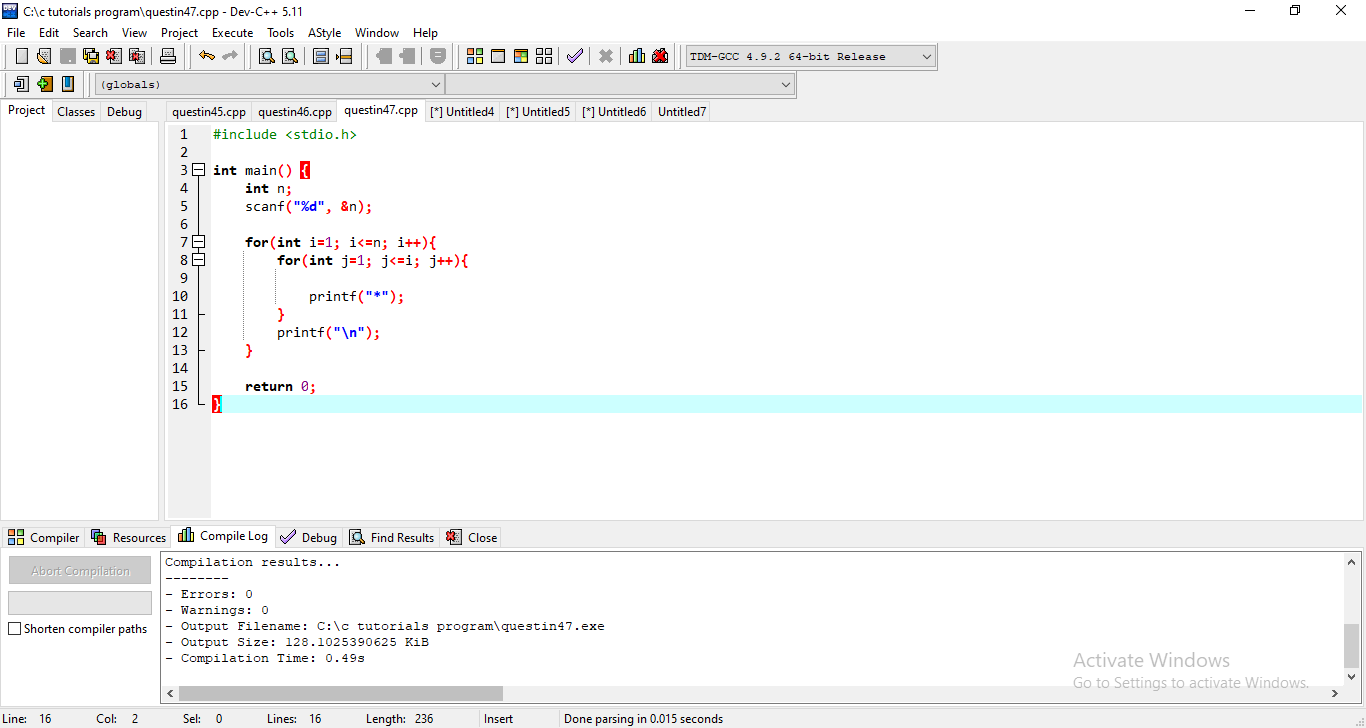 C:\c tutorials program\questin47.cpp - Dev-C++ 5.11
File Edit Search View Project Execute Tools AStyle Window Help
TDM-GCC 4.9.2 64-bit Release
(globals)
Project Classes Debug questin45.cpp questin46.cpp questin47.cpp [*] Untitled4 [*] Untitled5 [*] Untitled6 Untitled7
1 #include <stdio.h>
2
3 int main() {
4 int n;
5 scanf("%d", &n);
6
7 for(int i=1; i<=n; i++){
8 for(int j=1; j<=i; j++){
9
10 printf("*");
11 }
12 printf("\n");
13 }
14
15 return 0;
16 }
Compiler Resources Compile Log Debug Find Results Close
Abort Compilation
Shorten compiler paths
Compilation results...
--------
- Errors: 0
- Warnings: 0
- Output Filename: C:\c tutorials program\questin47.exe
- Output Size: 128.1025390625 KiB
- Compilation Time: 0.49s
Activate Windows
Go to Settings to activate Windows.
Line: 16 Col: 2 Sel: 0 Lines: 16 Length: 236 Insert Done parsing in 0.015 seconds